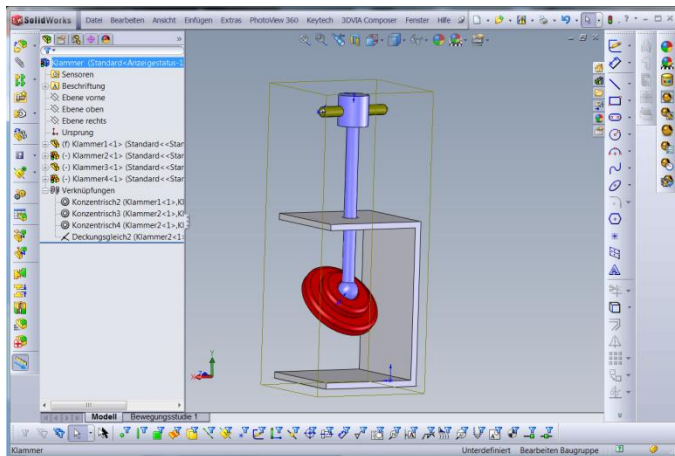 SolidWorks
Datei Bearbeiten Ansicht Einfügen Extras PhotoView 360 Keytech 3DVIA Composer Fenster Hilfe
Klammer (Standard<Anzeigestatus-1
Sensoren
Beschriftung
Ebene vorne
Ebene oben
Ebene rechts
Ursprung
(f) Klammer1<1> (Standard<<Star
(-) Klammer2<1> (Standard<<Star
(-) Klammer3<1> (Standard<<Star
(-) Klammer4<1> (Standard<<Star
Verknüpfungen
Konzentrisch2 (Klammer1<1>,Kl
Konzentrisch3 (Klammer2<1>,Kl
Konzentrisch4 (Klammer2<1>,Kl
Deckungsgleich2 (Klammer2<1>
Y
X
Z
Modell Bewegungsstudie 1
Klammer Unterdefiniert Bearbeiten Baugruppe